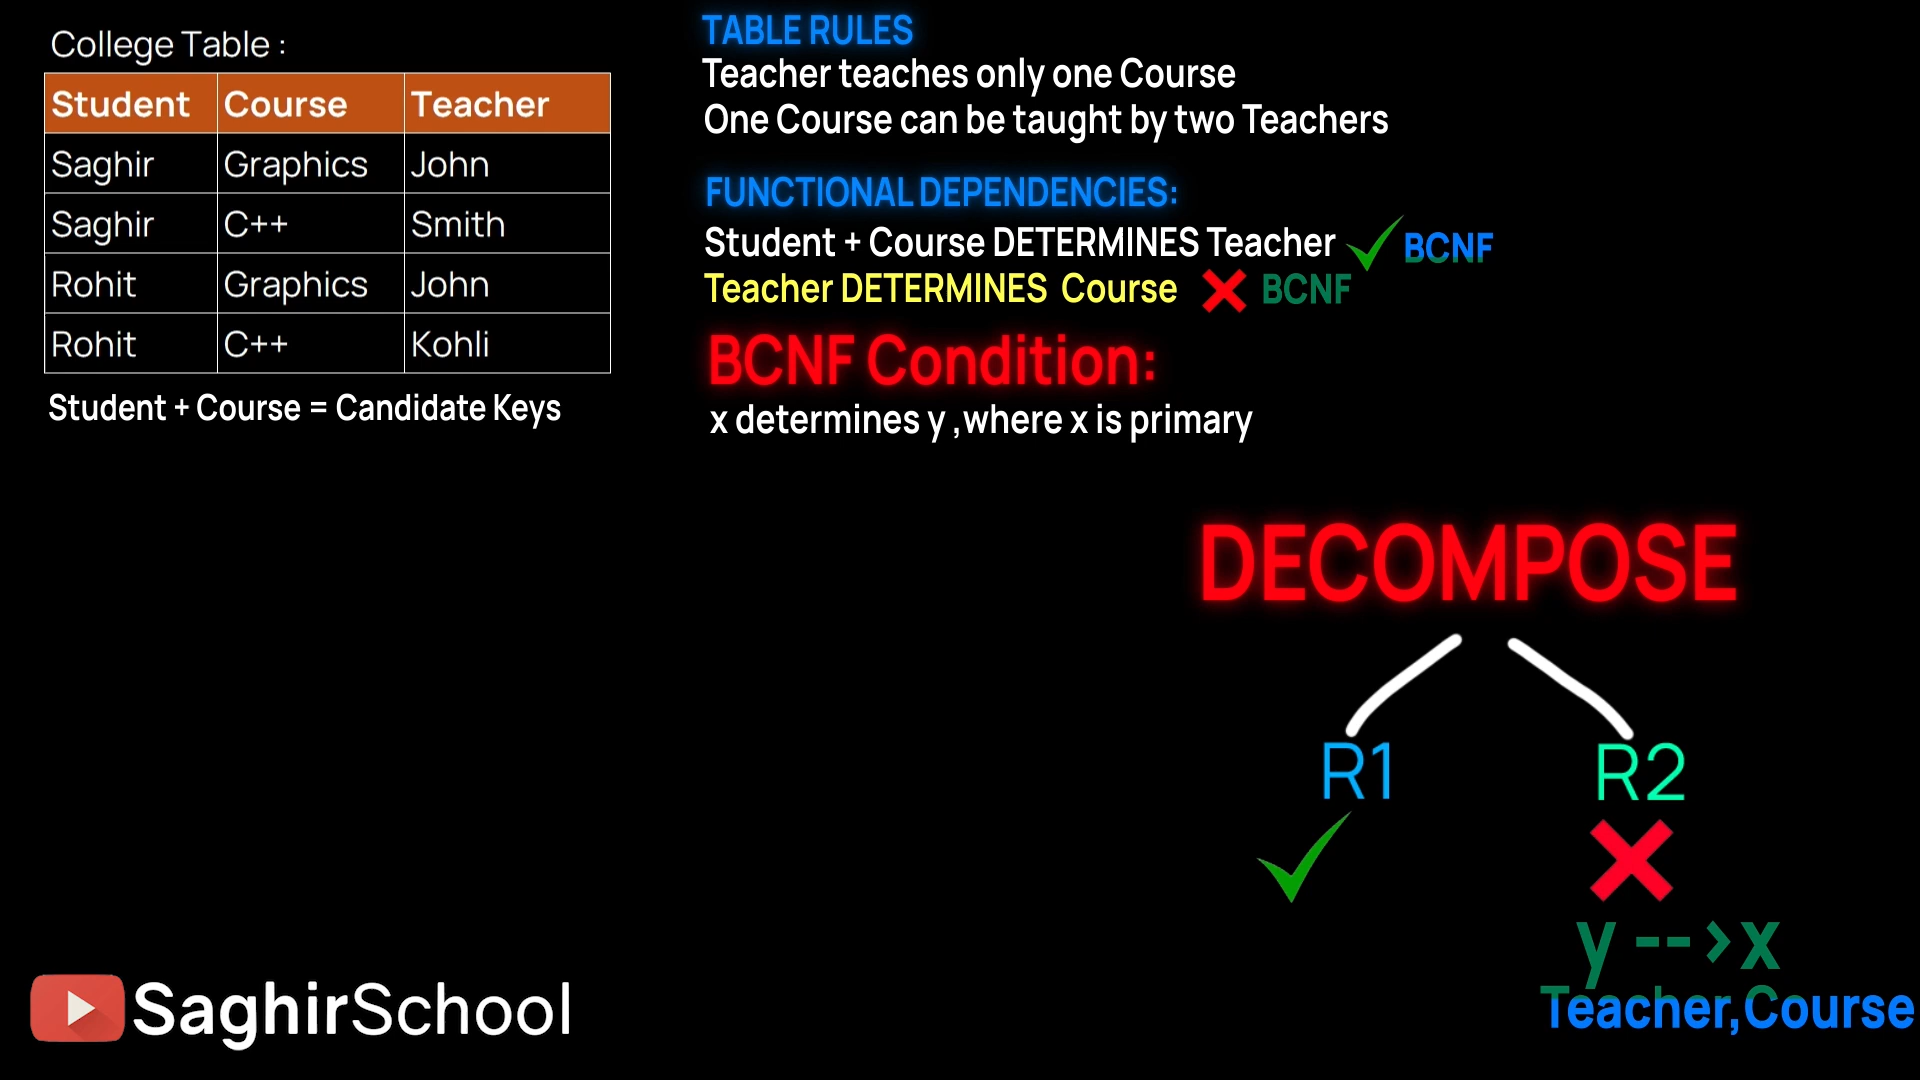 College Table :
Student Course Teacher
Saghir Graphics John
Saghir C++ Smith
Rohit Graphics John
Rohit C++ Kohli
Student + Course = Candidate Keys
TABLE RULES
Teacher teaches only one Course
One Course can be taught by two Teachers
FUNCTIONAL DEPENDENCIES:
Student + Course DETERMINES Teacher BCNF
Teacher DETERMINES Course BCNF
BCNF Condition:
x determines y ,where x is primary
DECOMPOSE
R1 R2
y -->x
Teacher,Course
SaghirSchool